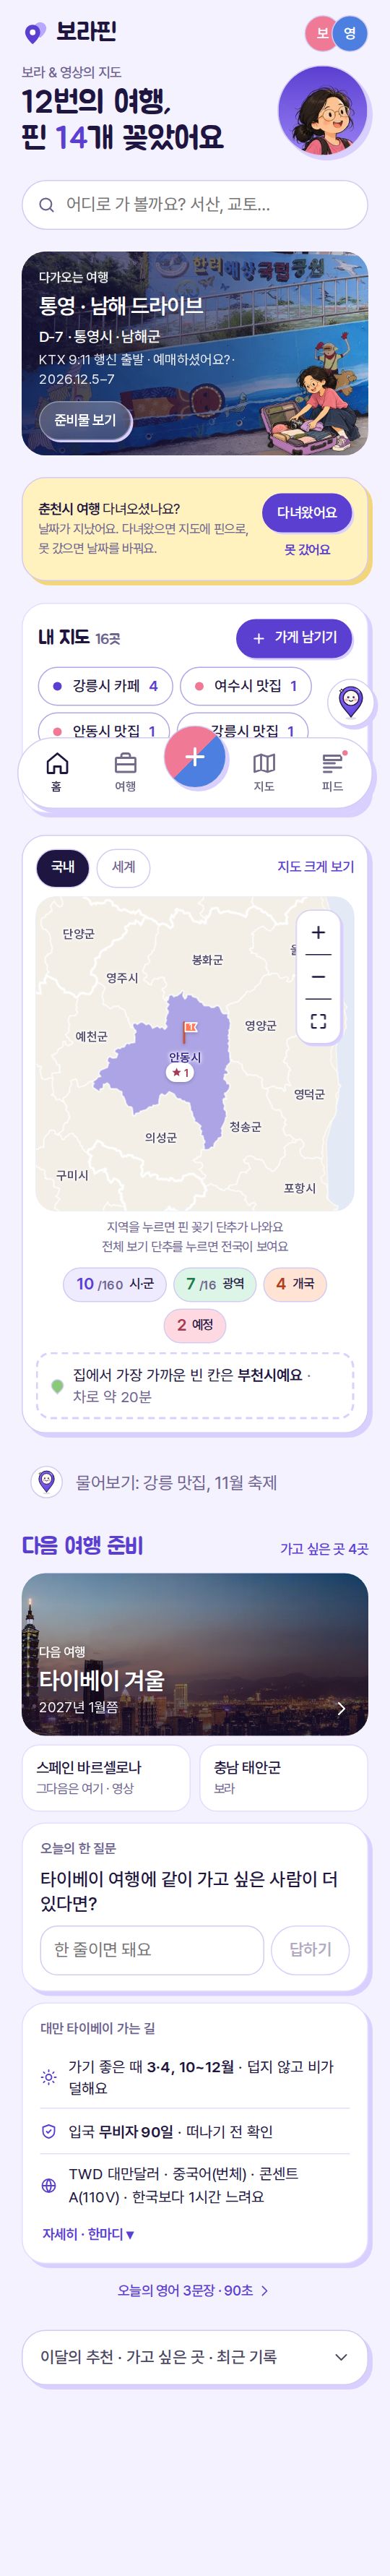 보라핀
보 영
보라 & 영상의 지도
12번의 여행,
핀 14개 꽂았어요
어디로 가 볼까요? 서산, 교토...
다가오는 여행
통영 · 남해 드라이브
D-7 · 통영시 · 남해군
KTX 9:11 행신 출발 · 예매하셨어요? ·
2026.12.5–7
준비물 보기
춘천시 여행 다녀오셨나요?
날짜가 지났어요. 다녀왔으면 지도에 핀으로,
못 갔으면 날짜를 바꿔요.
다녀왔어요
못 갔어요
내 지도 16곳
+ 가게 남기기
강릉시 카페 4
여수시 맛집 1
안동시 맛집 1
강릉시 맛집 1
홈
여행
+
지도
피드
국내
세계
지도 크게 보기
단양군
봉화군
영주시
영양군
예천군
안동시
★ 1
영덕군
청송군
의성군
구미시
포항시
+
−
지역을 누르면 핀 꽂기 단추가 나와요
전체 보기 단추를 누르면 전국이 보여요
10 /160 시·군
7 /16 광역
4 개국
2 예정
집에서 가장 가까운 빈 칸은 부천시예요 ·
차로 약 20분
물어보기: 강릉 맛집, 11월 축제
다음 여행 준비
가고 싶은 곳 4곳
다음 여행
타이베이 겨울
2027년 1월쯤
스페인 바르셀로나
그다음은 여기 · 영상
충남 태안군
보라
오늘의 한 질문
타이베이 여행에 같이 가고 싶은 사람이 더
있다면?
한 줄이면 돼요
답하기
대만 타이베이 가는 길
가기 좋은 때 3·4, 10~12월 · 덥지 않고 비가
덜해요
입국 무비자 90일 · 떠나기 전 확인
TWD 대만달러 · 중국어(번체) · 콘센트
A(110V) · 한국보다 1시간 느려요
자세히 · 한마디 ▾
오늘의 영어 3문장 · 90초
이달의 추천 · 가고 싶은 곳 · 최근 기록